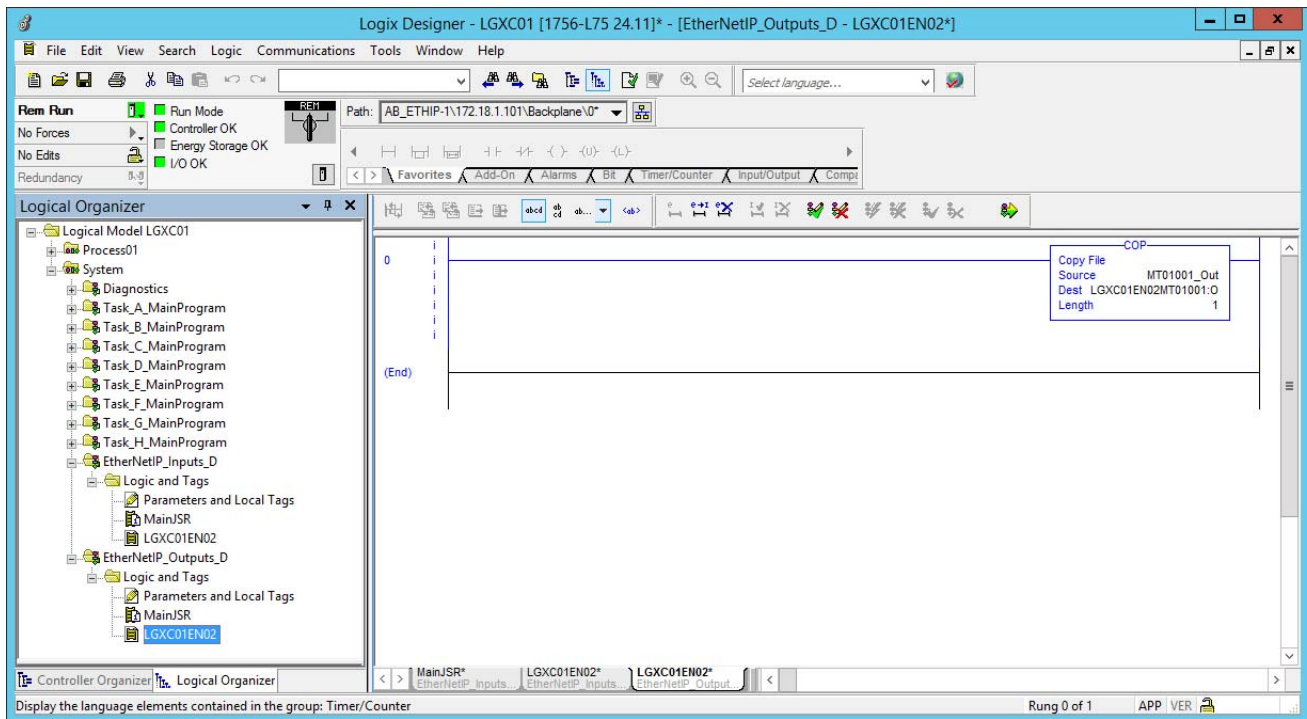 Logix Designer - LGXC01 [1756-L75 24.11]* - [EtherNetIP_Outputs_D - LGXC01EN02*]
File Edit View Search Logic Communications Tools Window Help
Select language...
Rem Run
No Forces
No Edits
Redundancy
Run Mode
Controller OK
Energy Storage OK
I/O OK
REM
Path: AB_ETHIP-1\172.18.1.101\Backplane\0*
Favorites Add-On Alarms Bit Timer/Counter Input/Output Compa
Logical Organizer
Logical Model LGXC01
Process01
System
Diagnostics
Task_A_MainProgram
Task_B_MainProgram
Task_C_MainProgram
Task_D_MainProgram
Task_E_MainProgram
Task_F_MainProgram
Task_G_MainProgram
Task_H_MainProgram
EtherNetIP_Inputs_D
Logic and Tags
Parameters and Local Tags
MainJSR
LGXC01EN02
EtherNetIP_Outputs_D
Logic and Tags
Parameters and Local Tags
MainJSR
LGXC01EN02
Controller Organizer Logical Organizer
abcd ab cd ab... <ab>
0
i
i
i
i
i
i
i
COP
Copy File
Source MT01001_Out
Dest LGXC01EN02MT01001:O
Length 1
(End)
MainJSR* LGXC01EN02* LGXC01EN02*
EtherNetIP_Inputs... EtherNetIP_Inputs... EtherNetIP_Output...
Display the language elements contained in the group: Timer/Counter
Rung 0 of 1 APP VER